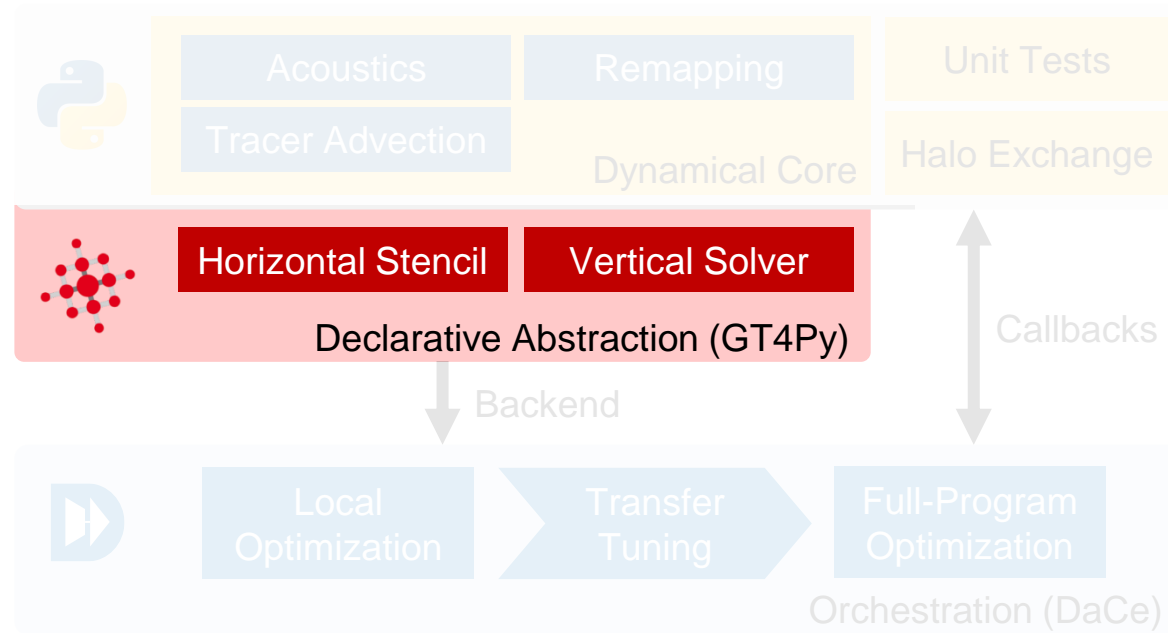 Acoustics
Remapping
Unit Tests
Tracer Advection
Dynamical Core
Halo Exchange
Horizontal Stencil
Vertical Solver
Declarative Abstraction (GT4Py)
Callbacks
Backend
Local
Optimization
Transfer
Tuning
Full-Program
Optimization
Orchestration (DaCe)